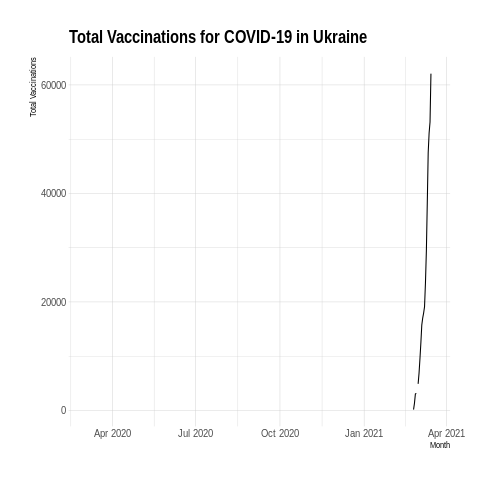 Total Vaccinations for COVID-19 in Ukraine
Total Vaccinations
60000
40000
20000
0
Apr 2020 Jul 2020 Oct 2020 Jan 2021 Apr 2021
Month